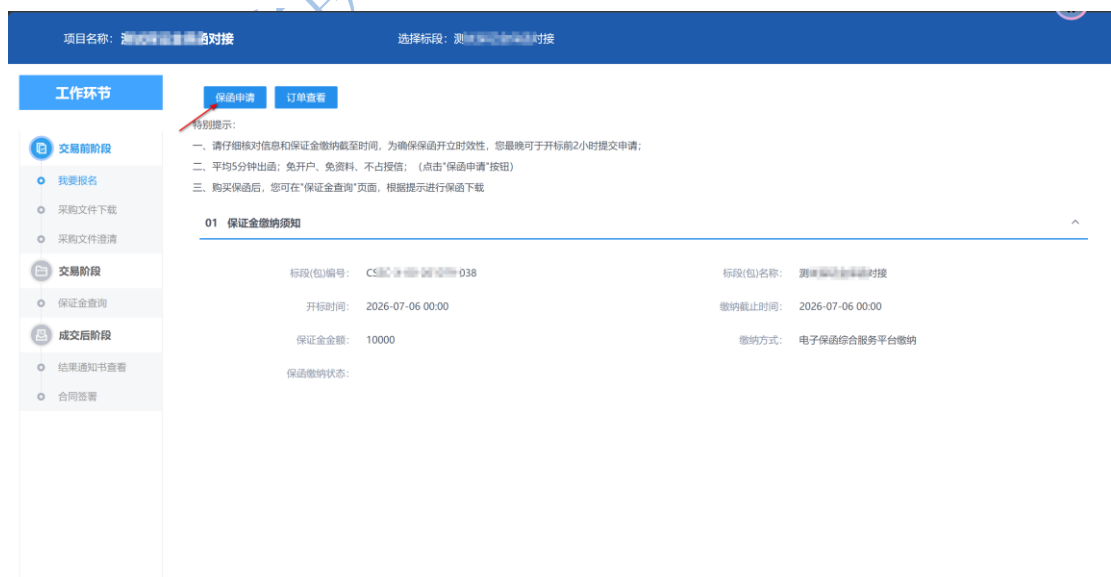 项目名称: 函对接
选择标段: 测 对接
工作环节
保函申请 订单查看
特别提示:
交易前阶段
一、请仔细核对信息和保证金缴纳截至时间，为确保保函开立时效性，您最晚可于开标前2小时提交申请;
二、平均5分钟出函；免开户、免资料、不占授信；（点击"保函申请"按钮）
我要报名
三、购买保函后，您可在"保证金查询"页面，根据提示进行保函下载
采购文件下载
01 保证金缴纳须知
采购文件澄清
交易阶段
标段(包)编号: CS 038
标段(包)名称: 测 对接
保证金查询
开标时间: 2026-07-06 00:00
缴纳截止时间: 2026-07-06 00:00
成交后阶段
保证金金额: 10000
缴纳方式: 电子保函综合服务平台缴纳
结果通知书查看
保函缴纳状态:
合同签署